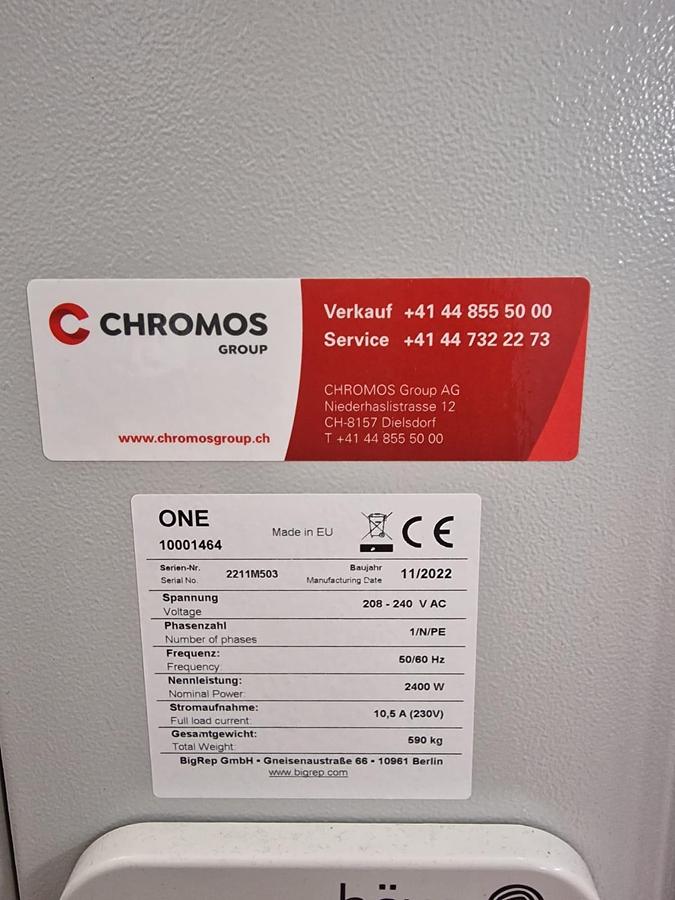 CHROMOS
GROUP
www.chromosgroup.ch
Verkauf +41 44 855 50 00
Service +41 44 732 22 73
CHROMOS Group AG
Niederhaslistrasse 12
CH-8157 Dielsdorf
T +41 44 855 50 00
ONE
10001464
Made in EU
CE
Serien-Nr.
Serial No.
2211M503
Baujahr
Manufacturing Date
11/2022
Spannung
Voltage
208 - 240 V AC
Phasenzahl
Number of phases
1/N/PE
Frequenz:
Frequency:
50/60 Hz
Nennleistung:
Nominal Power:
2400 W
Stromaufnahme:
Full load current:
10,5 A (230V)
Gesamtgewicht:
Total Weight:
590 kg
BigRep GmbH • Gneisenaustraße 66 • 10961 Berlin
www.bigrep.com